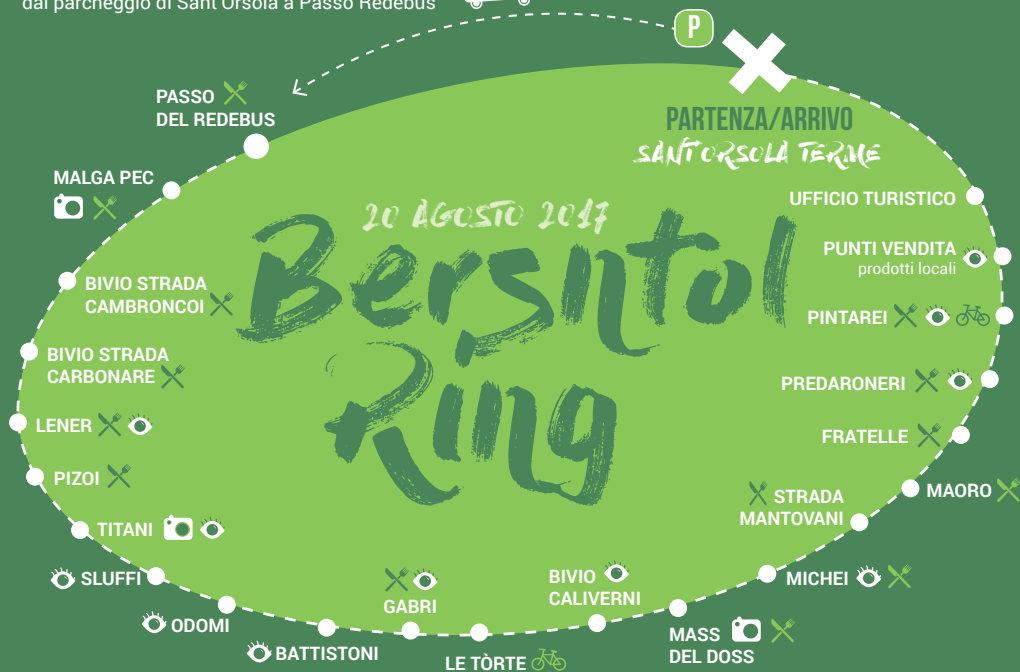 dal parcheggio di Sant'Orsola a Passo Redebus
P
PARTENZA/ARRIVO
SANT'ORSOLA TERME
PASSO
DEL REDEBUS
MALGA PEC
20 AGOSTO 2017
Bersntol
Ring
UFFICIO TURISTICO
PUNTI VENDITA
prodotti locali
PINTAREI
PREDARONERI
FRATELLE
MAORO
STRADA
MANTOVANI
MICHEI
MASS
DEL DOSS
BIVIO
CALIVERNI
LE TÒRTE
GABRI
BATTISTONI
ODOMI
SLUFFI
TITANI
PIZOI
LENER
BIVIO STRADA
CARBONARE
BIVIO STRADA
CAMBRONCOI